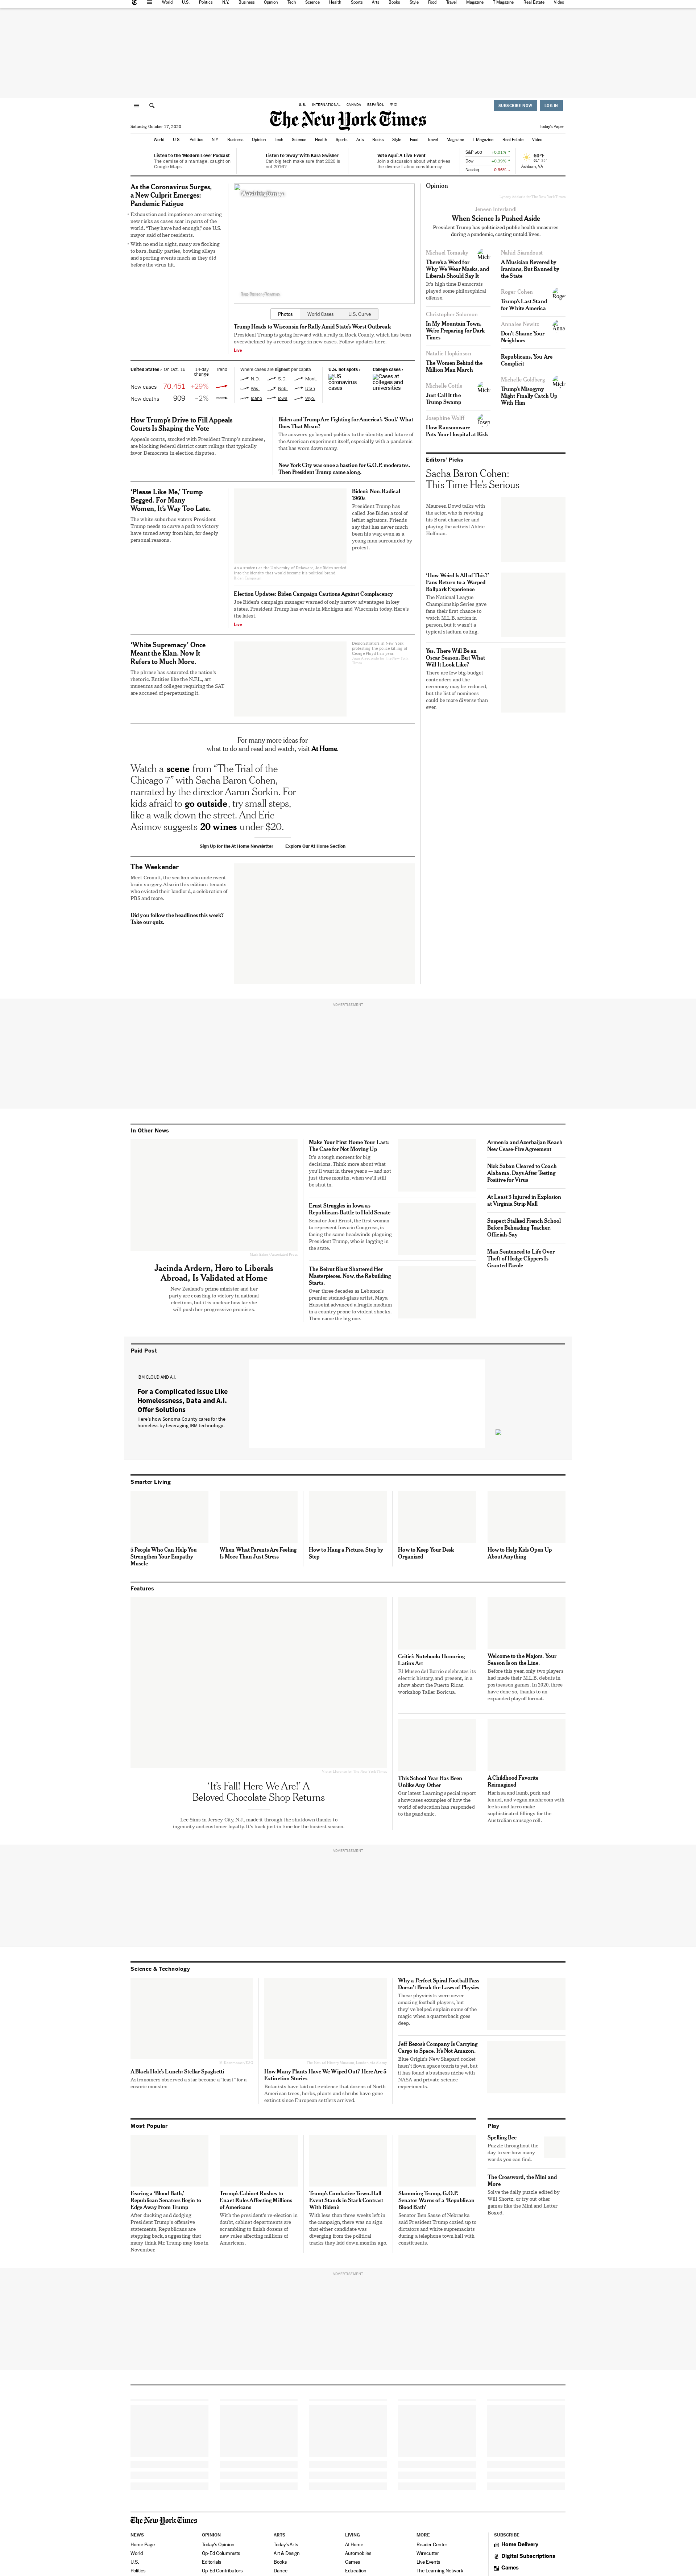 World U.S. Politics N.Y. Business Opinion Tech Science Health Sports Arts Books Style Food Travel Magazine T Magazine Real Estate Video
U.S. INTERNATIONAL CANADA ESPAÑOL 中文
SUBSCRIBE NOW LOG IN
The New York Times
Saturday, October 17, 2020
Today's Paper
World U.S. Politics N.Y. Business Opinion Tech Science Health Sports Arts Books Style Food Travel Magazine T Magazine Real Estate Video
Listen to the 'Modern Love' Podcast
The demise of a marriage, caught on Google Maps.
Listen to 'Sway' With Kara Swisher
Can big tech make sure that 2020 is not 2016?
Vote Aquí: A Live Event
Join a discussion about what drives the diverse Latino constituency.
S&P 500 +0.01% ↑
Dow +0.39% ↑
Nasdaq -0.36% ↓
60°F
Ashburn, VA
As the Coronavirus Surges,
a New Culprit Emerges:
Pandemic Fatigue
• Exhaustion and impatience are creating
new risks as cases soar in parts of the
world. "They have had enough," one U.S.
mayor said of her residents.
• With no end in sight, many are flocking
to bars, family parties, bowling alleys
and sporting events much as they did
before the virus hit.
Washington
Photos World Cases U.S. Curve
Trump Heads to Wisconsin for Rally Amid State's Worst Outbreak
President Trump is going forward with a rally in Rock County, which has been
overwhelmed by a record surge in new cases. Follow updates here.
Live
United States › On Oct. 16 14-day change Trend
New cases 70,451 +29%
New deaths 909 –2%
Where cases are highest per capita
N.D. S.D. Mont.
Wis. Neb. Utah
Idaho Iowa Wyo.
U.S. hot spots ›
US coronavirus cases
College cases ›
Cases at colleges and universities
How Trump's Drive to Fill Appeals
Courts Is Shaping the Vote
Appeals courts, stocked with President Trump's nominees,
are blocking federal district court rulings that typically
favor Democrats in election disputes.
Biden and Trump Are Fighting for America's 'Soul.' What
Does That Mean?
The answers go beyond politics to the identity and future of
the American experiment itself, especially with a pandemic
that has worn down many.
New York City was once a bastion for G.O.P. moderates.
Then President Trump came along.
'Please Like Me,' Trump
Begged. For Many
Women, It's Way Too Late.
The white suburban voters President
Trump needs to carve a path to victory
have turned away from him, for deeply
personal reasons.
As a student at the University of Delaware, Joe Biden settled
into the identity that would become his political brand.
Biden's Non-Radical
1960s
President Trump has
called Joe Biden a tool of
leftist agitators. Friends
say that has never much
been his way, even as a
young man surrounded by
protest.
Election Updates: Biden Campaign Cautions Against Complacency
Joe Biden's campaign manager warned of only narrow advantages in key
states. President Trump has events in Michigan and Wisconsin today. Here's
the latest.
Live
'White Supremacy' Once
Meant the Klan. Now It
Refers to Much More.
The phrase has saturated the nation's
rhetoric. Entities like the N.F.L., art
museums and colleges requiring the SAT
are accused of perpetuating it.
Demonstrators in New York
protesting the police killing of
George Floyd this year.
For many more ideas for
what to do and read and watch, visit At Home.
Watch a scene from "The Trial of the
Chicago 7" with Sacha Baron Cohen,
narrated by the director Aaron Sorkin. For
kids afraid to go outside, try small steps,
like a walk down the street. And Eric
Asimov suggests 20 wines under $20.
Sign Up for the At Home Newsletter Explore Our At Home Section
The Weekender
Meet Cronutt, the sea lion who underwent
brain surgery. Also in this edition: tenants
who evicted their landlord, a celebration of
PBS and more.
Did you follow the headlines this week?
Take our quiz.
Opinion
Jeneen Interlandi
When Science Is Pushed Aside
President Trump has politicized public health measures
during a pandemic, costing untold lives.
Michael Tomasky
There's a Word for
Why We Wear Masks, and
Liberals Should Say It
It's high time Democrats
played some philosophical
offense.
Christopher Solomon
In My Mountain Town,
We're Preparing for Dark
Times
Natalie Hopkinson
The Women Behind the
Million Man March
Michelle Cottle
Just Call It the
Trump Swamp
Josephine Wolff
How Ransomware
Puts Your Hospital at Risk
Nahid Siamdoust
A Musician Revered by
Iranians, But Banned by
the State
Roger Cohen
Trump's Last Stand
for White America
Annalee Newitz
Don't Shame Your
Neighbors
Republicans, You Are
Complicit
Michelle Goldberg
Trump's Misogyny
Might Finally Catch Up
With Him
Editors' Picks
Sacha Baron Cohen:
This Time He's Serious
Maureen Dowd talks with
the actor, who is reviving
his Borat character and
playing the activist Abbie
Hoffman.
'How Weird Is All of This?'
Fans Return to a Warped
Ballpark Experience
The National League
Championship Series gave
fans their first chance to
watch M.L.B. action in
person, but it wasn't a
typical stadium outing.
Yes, There Will Be an
Oscar Season. But What
Will It Look Like?
There are few big-budget
contenders and the
ceremony may be reduced,
but the list of nominees
could be more diverse than
ever.
ADVERTISEMENT
In Other News
Jacinda Ardern, Hero to Liberals
Abroad, Is Validated at Home
New Zealand's prime minister and her
party are coasting to victory in national
elections, but it is unclear how far she
will push her progressive promises.
Make Your First Home Your Last:
The Case for Not Moving Up
It's a tough moment for big
decisions. Think more about what
you'll want in three years — and not
just three months, when we'll still
be shut in.
Ernst Struggles in Iowa as
Republicans Battle to Hold Senate
Senator Joni Ernst, the first woman
to represent Iowa in Congress, is
facing the same headwinds plaguing
President Trump, who is lagging in
the state.
The Beirut Blast Shattered Her
Masterpieces. Now, the Rebuilding
Starts.
Over three decades as Lebanon's
premier stained-glass artist, Maya
Husseini advanced a fragile medium
in a country prone to violent shocks.
Then came the big one.
Armenia and Azerbaijan Reach
New Cease-Fire Agreement
Nick Saban Cleared to Coach
Alabama, Days After Testing
Positive for Virus
At Least 3 Injured in Explosion
at Virginia Strip Mall
Suspect Stalked French School
Before Beheading Teacher,
Officials Say
Man Sentenced to Life Over
Theft of Hedge Clippers Is
Granted Parole
Paid Post
IBM CLOUD AND A.I.
For a Complicated Issue Like
Homelessness, Data and A.I.
Offer Solutions
Here's how Sonoma County cares for the
homeless by leveraging IBM technology.
Smarter Living
5 People Who Can Help You
Strengthen Your Empathy
Muscle
When What Parents Are Feeling
Is More Than Just Stress
How to Hang a Picture, Step by
Step
How to Keep Your Desk
Organized
How to Help Kids Open Up
About Anything
Features
'It's Fall! Here We Are!' A
Beloved Chocolate Shop Returns
Lee Sims in Jersey City, N.J., made it through the shutdown thanks to
ingenuity and customer loyalty. It's back just in time for the busiest season.
Critic's Notebook: Honoring
Latinx Art
El Museo del Barrio celebrates its
electric history, and present, in a
show about the Puerto Rican
workshop Taller Boricua.
Welcome to the Majors. Your
Season Is on the Line.
Before this year, only two players
had made their M.L.B. debuts in
postseason games. In 2020, three
have done so, thanks to an
expanded playoff format.
This School Year Has Been
Unlike Any Other
Our latest Learning special report
showcases examples of how the
world of education has responded
to the pandemic.
A Childhood Favorite
Reimagined
Harissa and lamb, pork and
fennel, and vegan mushroom with
leeks and kervo make
sophisticated fillings for the
Australian sausage roll.
ADVERTISEMENT
Science & Technology
A Black Hole's Lunch: Stellar Spaghetti
Astronomers observed a star become a "feast" for a
cosmic monster.
How Many Plants Have We Wiped Out? Here Are 5
Extinction Stories
Botanists have laid out evidence that dozens of North
American trees, herbs, plants and shrubs have gone
extinct since European settlers arrived.
Why a Perfect Spiral Football Pass
Doesn't Break the Laws of Physics
These physicists were never
amazing football players, but
they've helped explain some of the
magic when a quarterback goes
deep.
Jeff Bezos's Company Is Carrying
Cargo to Space. It's Not Amazon.
Blue Origin's New Shepard rocket
hasn't flown space tourists yet, but
it has found a business niche with
NASA and private science
experiments.
Most Popular
Fearing a 'Blood Bath,'
Republican Senators Begin to
Edge Away From Trump
After ducking and dodging
President Trump's offensive
statements, Republicans are
stepping back, suggesting that
many think Mr. Trump may lose in
November.
Trump's Cabinet Rushes to
Enact Rules Affecting Millions
of Americans
With the president's re-election in
doubt, cabinet departments are
scrambling to finish dozens of
new rules affecting millions of
Americans.
Trump's Combative Town-Hall
Event Stands in Stark Contrast
With Biden's
With less than three weeks left in
the campaign, there was no sign
that either candidate was
diverging from the political
tracks they laid down months ago.
Slamming Trump, G.O.P.
Senator Warns of a 'Republican
Blood Bath'
Senator Ben Sasse of Nebraska
said President Trump curried up to
dictators and white supremacists
during a telephone town hall with
constituents.
Play
Spelling Bee
Puzzle throughout the
day to see how many
words you can find.
The Crossword, the Mini and
More
Solve the daily puzzle edited by
Will Shortz, or try out other
games like the Mini and Letter
Boxed.
ADVERTISEMENT
The New York Times
NEWS
Home Page
World
U.S.
Politics
OPINION
Today's Opinion
Op-Ed Columnists
Editorials
Op-Ed Contributors
ARTS
Today's Arts
Art & Design
Books
Dance
LIVING
At Home
Automobiles
Games
Education
MORE
Reader Center
Wirecutter
Live Events
The Learning Network
SUBSCRIBE
Home Delivery
Digital Subscriptions
Games